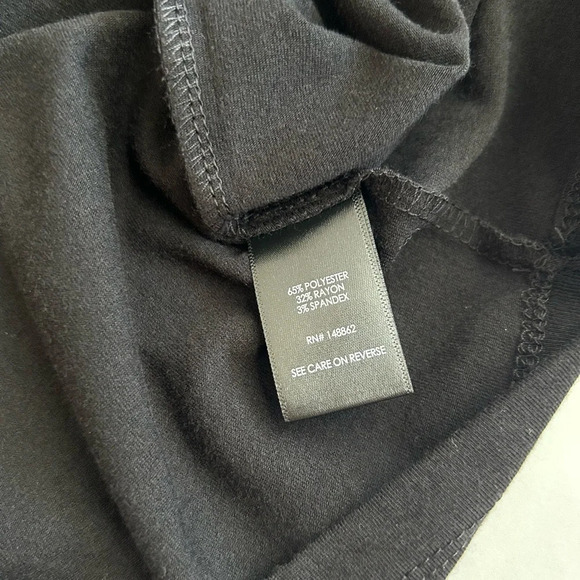 65% POLYESTER
32% RAYON
3% SPANDEX
RN# 148862
SEE CARE ON REVERSE